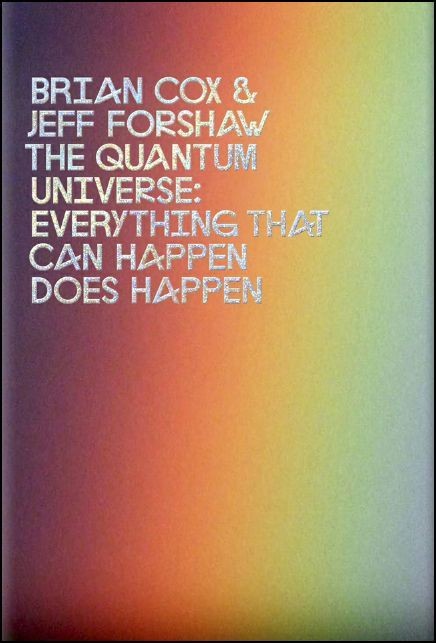 BRIAN COX &
JEFF FORSHAW
THE QUANTUM
UNIVERSE:
EVERYTHING THAT
CAN HAPPEN
DOES HAPPEN